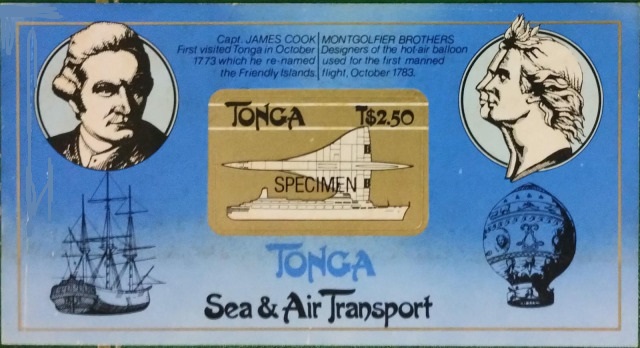 Capt. JAMES COOK
First visited Tonga in October
1773 which he re-named
the Friendly Islands.
MONTGOLFIER BROTHERS
Designers of the hot-air balloon
used for the first manned
flight, October 1783.
TONGA T$2.50
SPECIMEN
TONGA
Sea & Air Transport